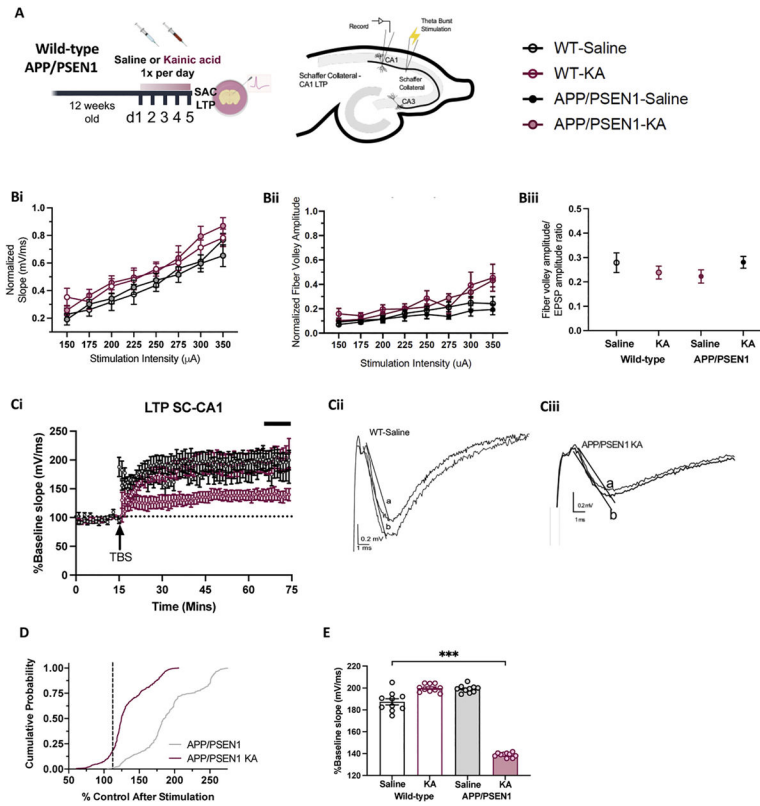 A
Wild-type
APP/PSEN1
Saline or Kainic acid
1x per day
SAC
LTP
12 weeks
old
d1 2 3 4 5
Record
Theta Burst
Stimulation
CA1
Schaffer Collateral -
CA1 LTP
Schaffer
Collateral
CA3
WT-Saline
WT-KA
APP/PSEN1-Saline
APP/PSEN1-KA
Bi
Normalized
Slope (mV/ms)
1.0
0.8
0.6
0.4
0.2
150 175 200 225 250 275 300 350
Stimulation Intensity (μA)
Bii
Normalized Fiber Volley Amplitude
1.0
0.8
0.6
0.4
0.2
0.0
150 175 200 225 250 275 300 350
Stimulation Intensity (uA)
Biii
Fiber volley amplitude/
EPSP amplitude ratio
0.5
0.4
0.3
0.2
0.1
0.0
Saline KA Saline KA
Wild-type APP/PSEN1
Ci
LTP SC-CA1
%Baseline slope (mV/ms)
250
200
150
100
50
0
TBS
0 15 30 45 60 75
Time (Mins)
Cii
WT-Saline
a
b
0.2 mV
1 ms
Ciii
APP/PSEN1 KA
a
b
0.2mV
1ms
D
Cumulative Probability
1.00
0.75
0.50
0.25
0.00
APP/PSEN1
APP/PSEN1 KA
50 100 150 200 250
% Control After Stimulation
E
%Baseline slope (mV/ms)
***
220
200
180
160
140
120
Saline KA Saline KA
Wild-type APP/PSEN1